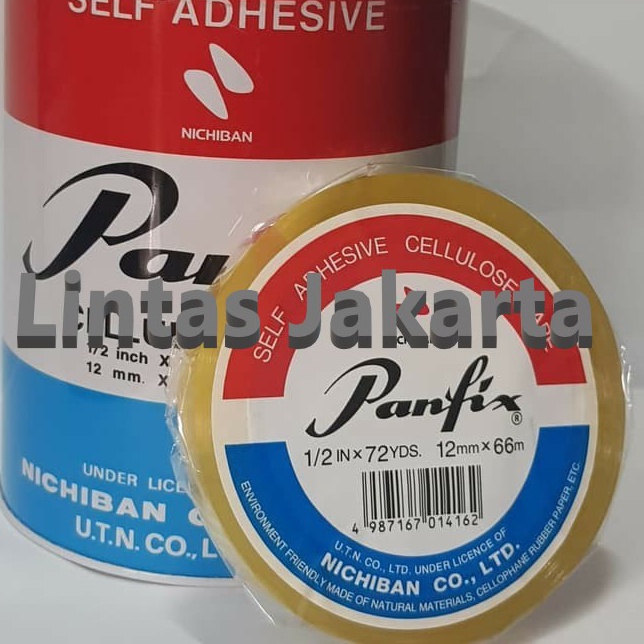 SELF ADHESIVE
NICHIBAN
Pan
CELLU
1/2 inch x
12 mm. x
UNDER LICE
NICHIBAN
U.T.N. CO., L
Lintas Jakarta
SELF ADHESIVE CELLULOSE TAPE
Panfix®
1/2 IN x 72 YDS. 12mm x 66m
4 987167 014162
U.T.N. CO., LTD. UNDER LICENCE OF
NICHIBAN CO., LTD.
ENVIRONMENT FRIENDLY MADE OF NATURAL MATERIALS, CELLOPHANE RUBBER PAPER, ETC.